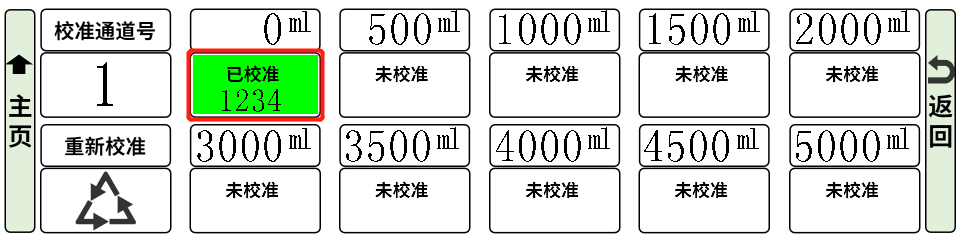 主页
校准通道号
1
重新校准
0ml
已校准
1234
500ml
未校准
1000ml
未校准
1500ml
未校准
2000ml
未校准
3000ml
未校准
3500ml
未校准
4000ml
未校准
4500ml
未校准
5000ml
未校准
返回